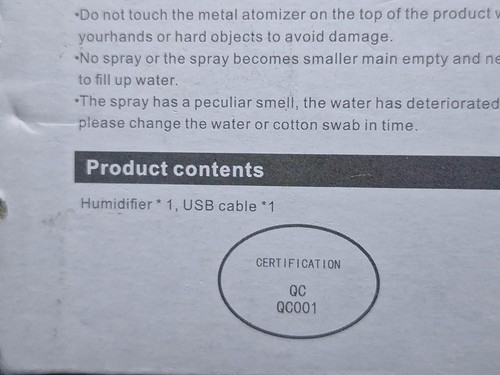 •Do not touch the metal atomizer on the top of the product
yourhands or hard objects to avoid damage.
•No spray or the spray becomes smaller main empty and
to fill up water.
•The spray has a peculiar smell, the water has deteriorated
please change the water or cotton swab in time.
Product contents
Humidifier * 1, USB cable *1
CERTIFICATION
QC
QC001